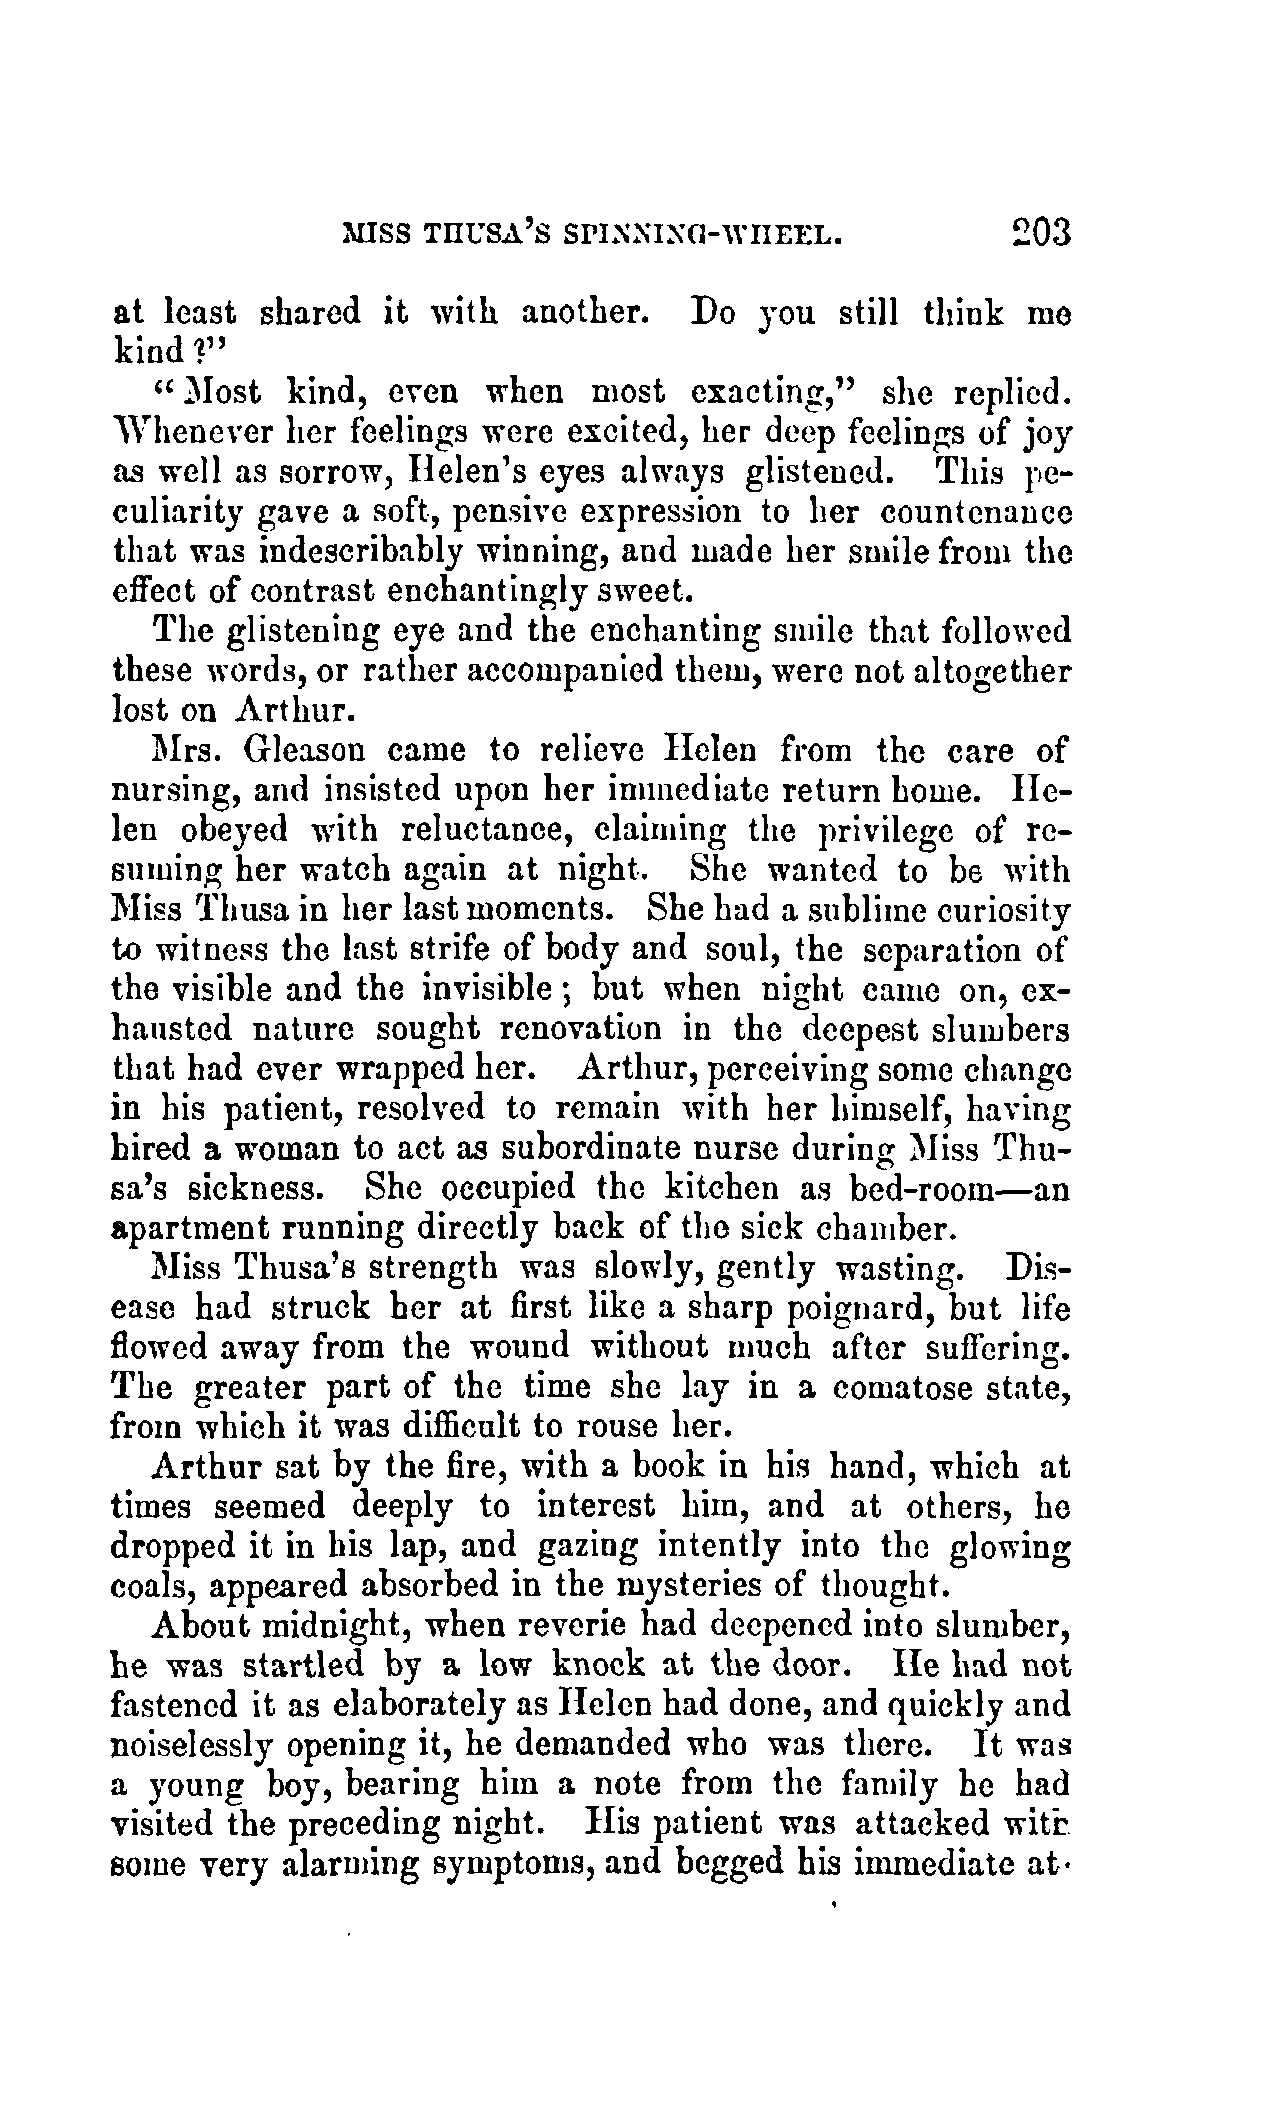 MISS THUSA'S SPINNING-WHEEL. 203
at least shared it with another. Do you still think me
kind?"
"Most kind, even when most exacting," she replied.
Whenever her feelings were excited, her deep feelings of joy
as well as sorrow, Helen's eyes always glistened. This pe-
culiarity gave a soft, pensive expression to her countenance
that was indescribably winning, and made her smile from the
effect of contrast enchantingly sweet.
The glistening eye and the enchanting smile that followed
these words, or rather accompanied them, were not altogether
lost on Arthur.
Mrs. Gleason came to relieve Helen from the care of
nursing, and insisted upon her immediate return home. He-
len obeyed with reluctance, claiming the privilege of re-
suming her watch again at night. She wanted to be with
Miss Thusa in her last moments. She had a sublime curiosity
to witness the last strife of body and soul, the separation of
the visible and the invisible; but when night came on, ex-
hausted nature sought renovation in the deepest slumbers
that had ever wrapped her. Arthur, perceiving some change
in his patient, resolved to remain with her himself, having
hired a woman to act as subordinate nurse during Miss Thu-
sa's sickness. She occupied the kitchen as bed-room—an
apartment running directly back of the sick chamber.
Miss Thusa's strength was slowly, gently wasting. Dis-
ease had struck her at first like a sharp poignard, but life
flowed away from the wound without much after suffering.
The greater part of the time she lay in a comatose state,
from which it was difficult to rouse her.
Arthur sat by the fire, with a book in his hand, which at
times seemed deeply to interest him, and at others, he
dropped it in his lap, and gazing intently into the glowing
coals, appeared absorbed in the mysteries of thought.
About midnight, when reverie had deepened into slumber,
he was startled by a low knock at the door. He had not
fastened it as elaborately as Helen had done, and quickly and
noiselessly opening it, he demanded who was there. It was
a young boy, bearing him a note from the family he had
visited the preceding night. His patient was attacked with
some very alarming symptoms, and begged his immediate at-